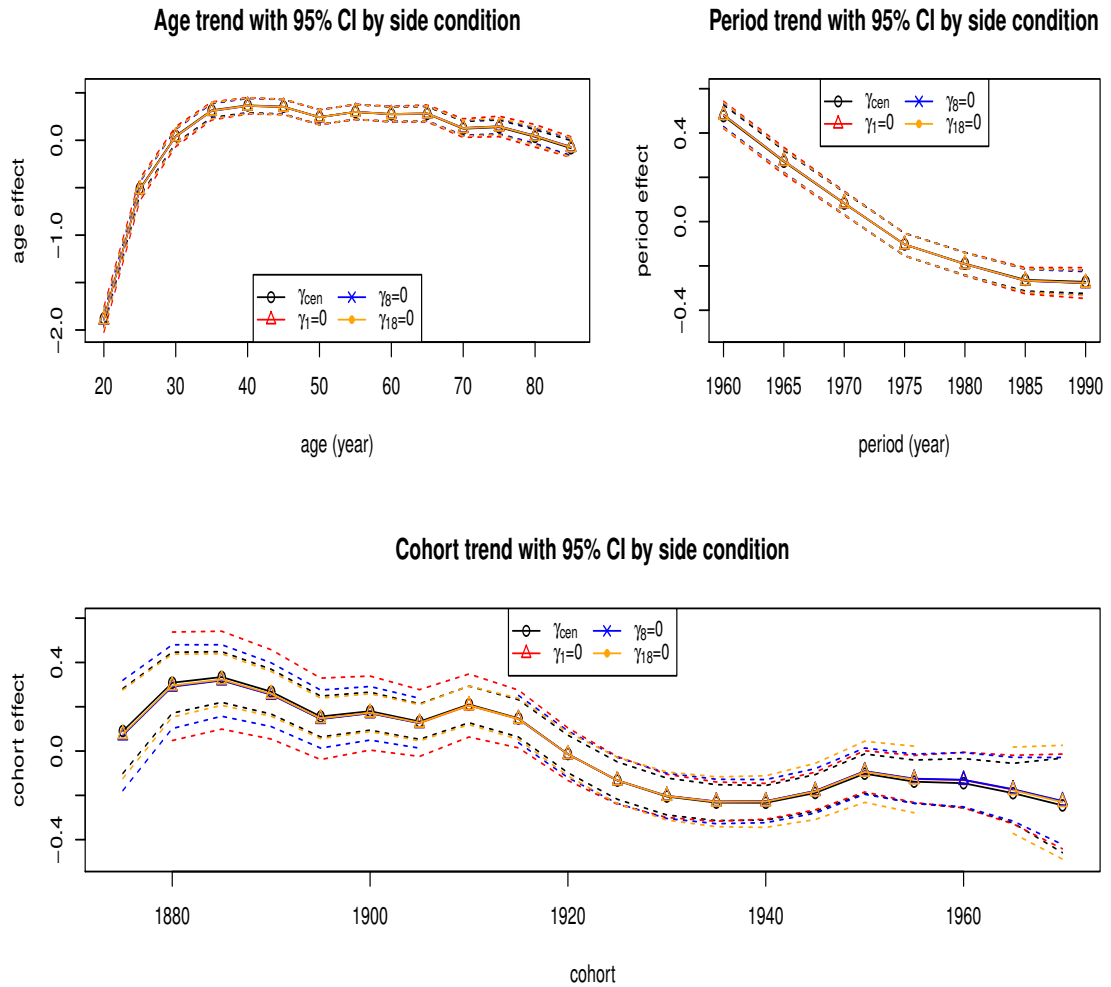 Age trend with 95% CI by side condition
age effect
0.0
−1.0
−2.0
γcen γ8=0
γ1=0 γ18=0
20 30 40 50 60 70 80
age (year)
Period trend with 95% CI by side condition
period effect
0.4
0.0
−0.4
γcen γ8=0
γ1=0 γ18=0
1960 1965 1970 1975 1980 1985 1990
period (year)
Cohort trend with 95% CI by side condition
cohort effect
0.4
0.0
−0.4
γcen γ8=0
γ1=0 γ18=0
1880 1900 1920 1940 1960
cohort